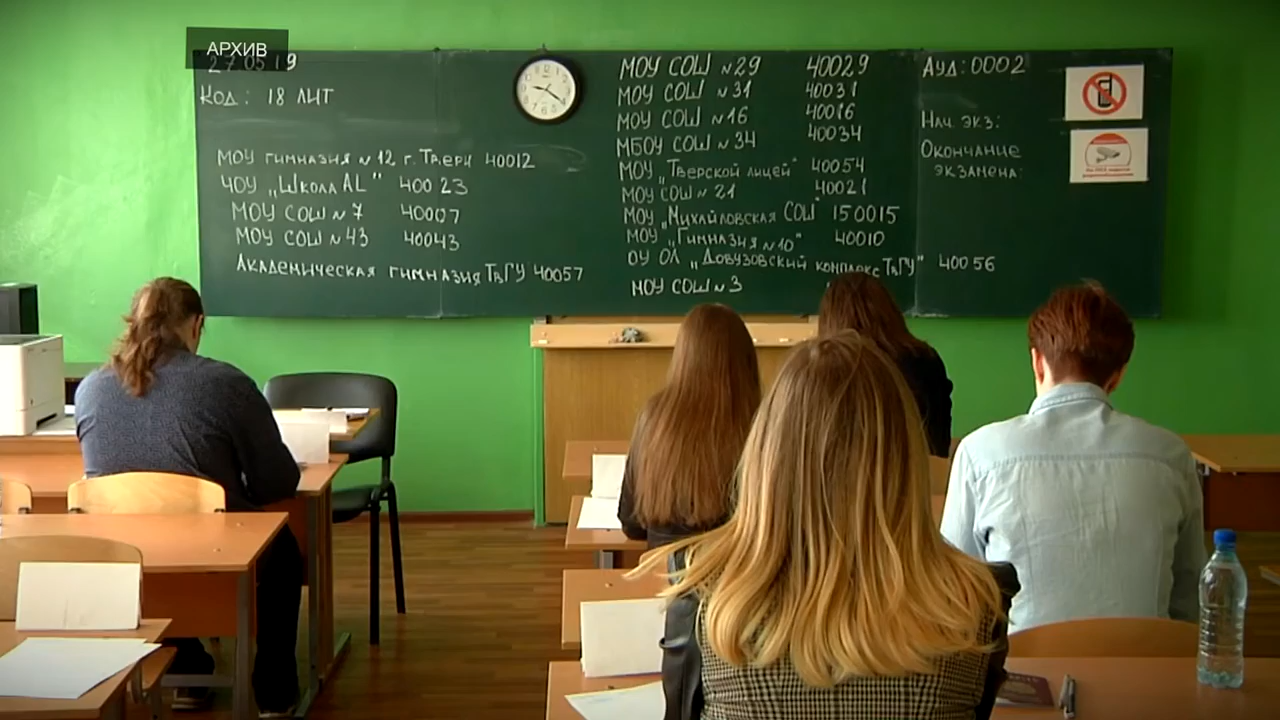 АРХИВ
27 05 19
Код: 18 ЛИТ
МОУ гимназия №12 г. Твери 40012
ЧОУ „Школа AL" 40023
МОУ СОШ №7 40007
МОУ СОШ №43 40043
Академическая гимназия ТвГУ 40057
МОУ СОШ №29 40029
МОУ СОШ №31 40031
МОУ СОШ №16 40016
МБОУ СОШ №34 40034
МОУ „Тверской лицей" 40054
МОУ СОШ №21 40021
МОУ „Михайловская СОШ" 150015
МОУ „Гимназия №10" 40010
ОУ ОЛ „Довузовский комплекс ТвГУ" 40056
МОУ СОШ №3
Ауд: 0002
Нач. экз:
Окончание
экзамена: